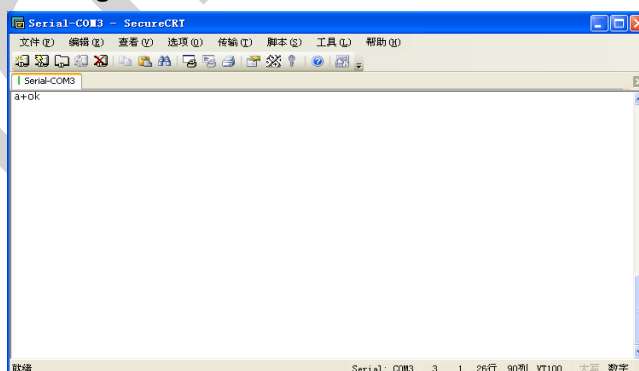 Serial-COM3 - SecureCRT
文件(F) 编辑(E) 查看(V) 选项(O) 传输(T) 脚本(S) 工具(L) 帮助(H)
Serial-COM3
a+ok
就绪 Serial: COM3 3, 1 26行, 90列 VT100 大写 数字